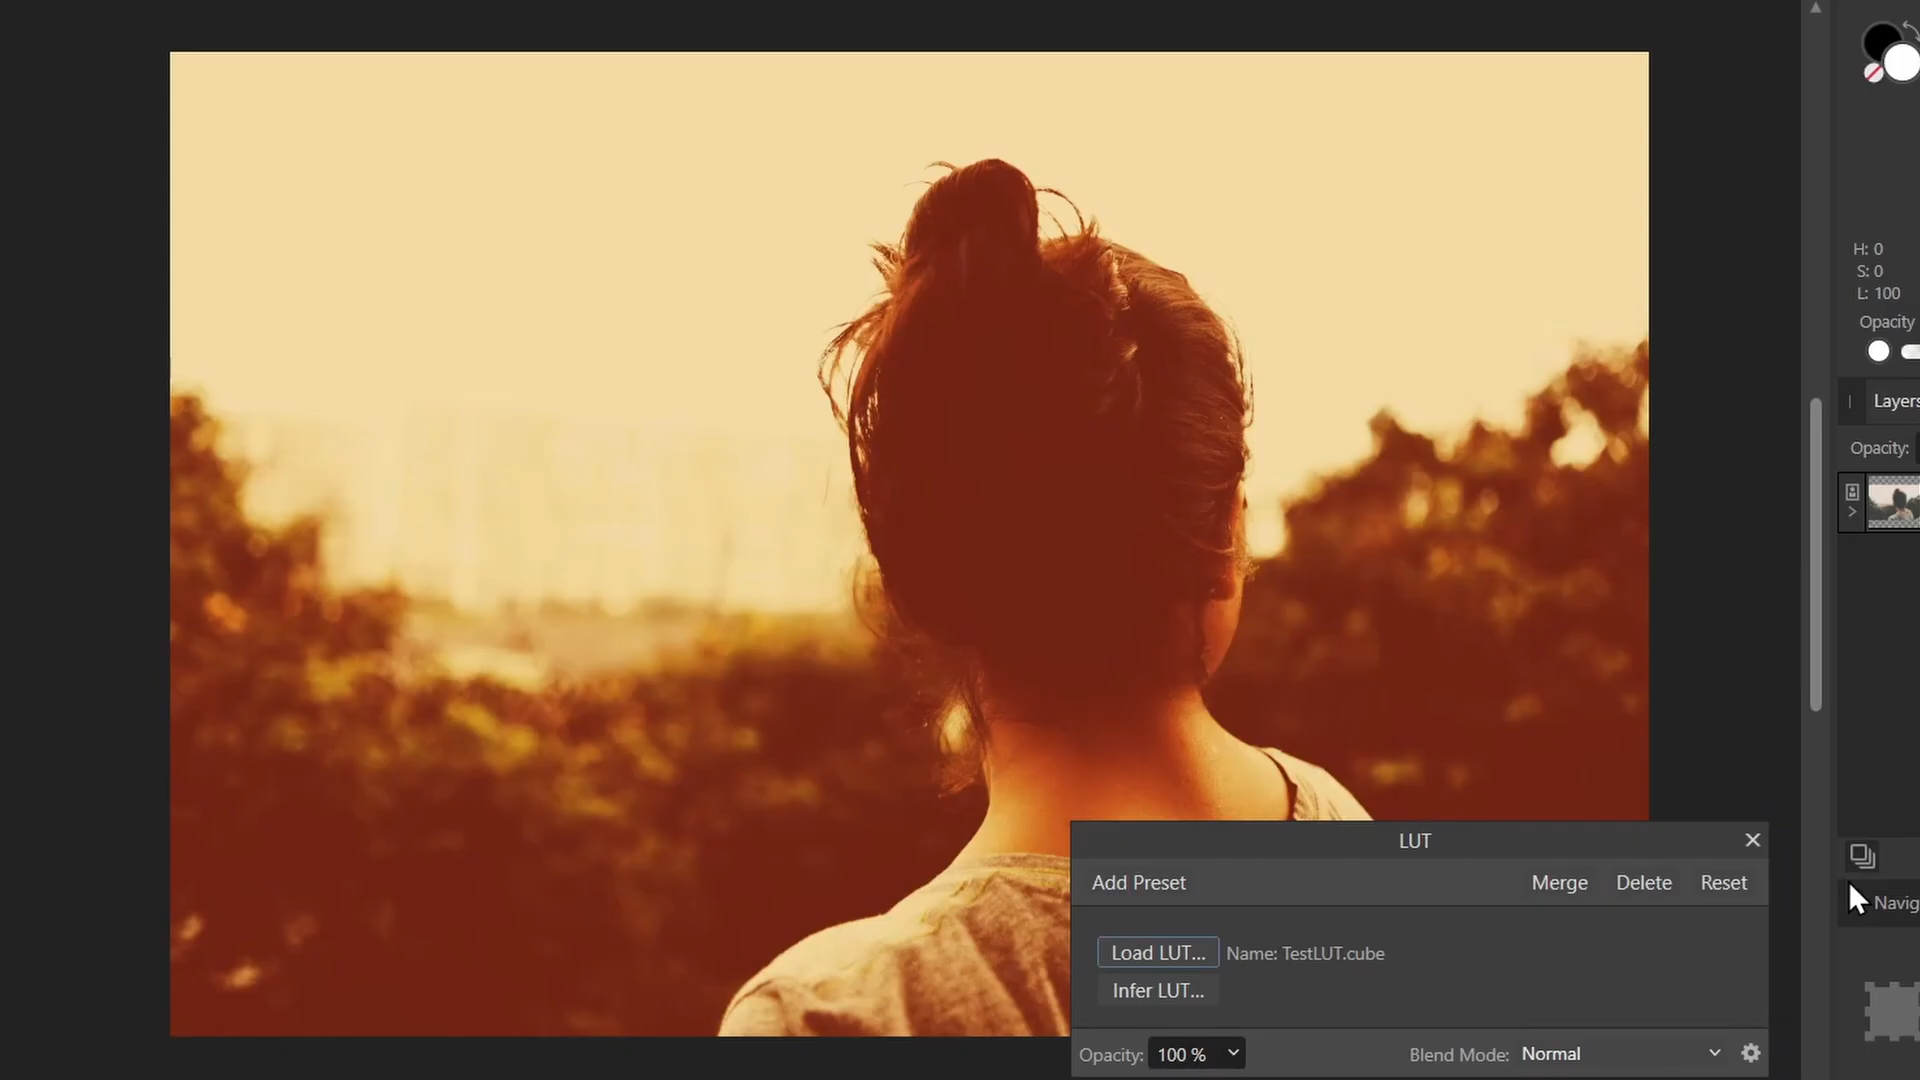 H: 0
S: 0
L: 100
Opacity
Layers
Opacity:
LUT
Add Preset
Merge
Delete
Reset
Load LUT...
Name: TestLUT.cube
Infer LUT...
Navig
Opacity:
100 %
Blend Mode:
Normal